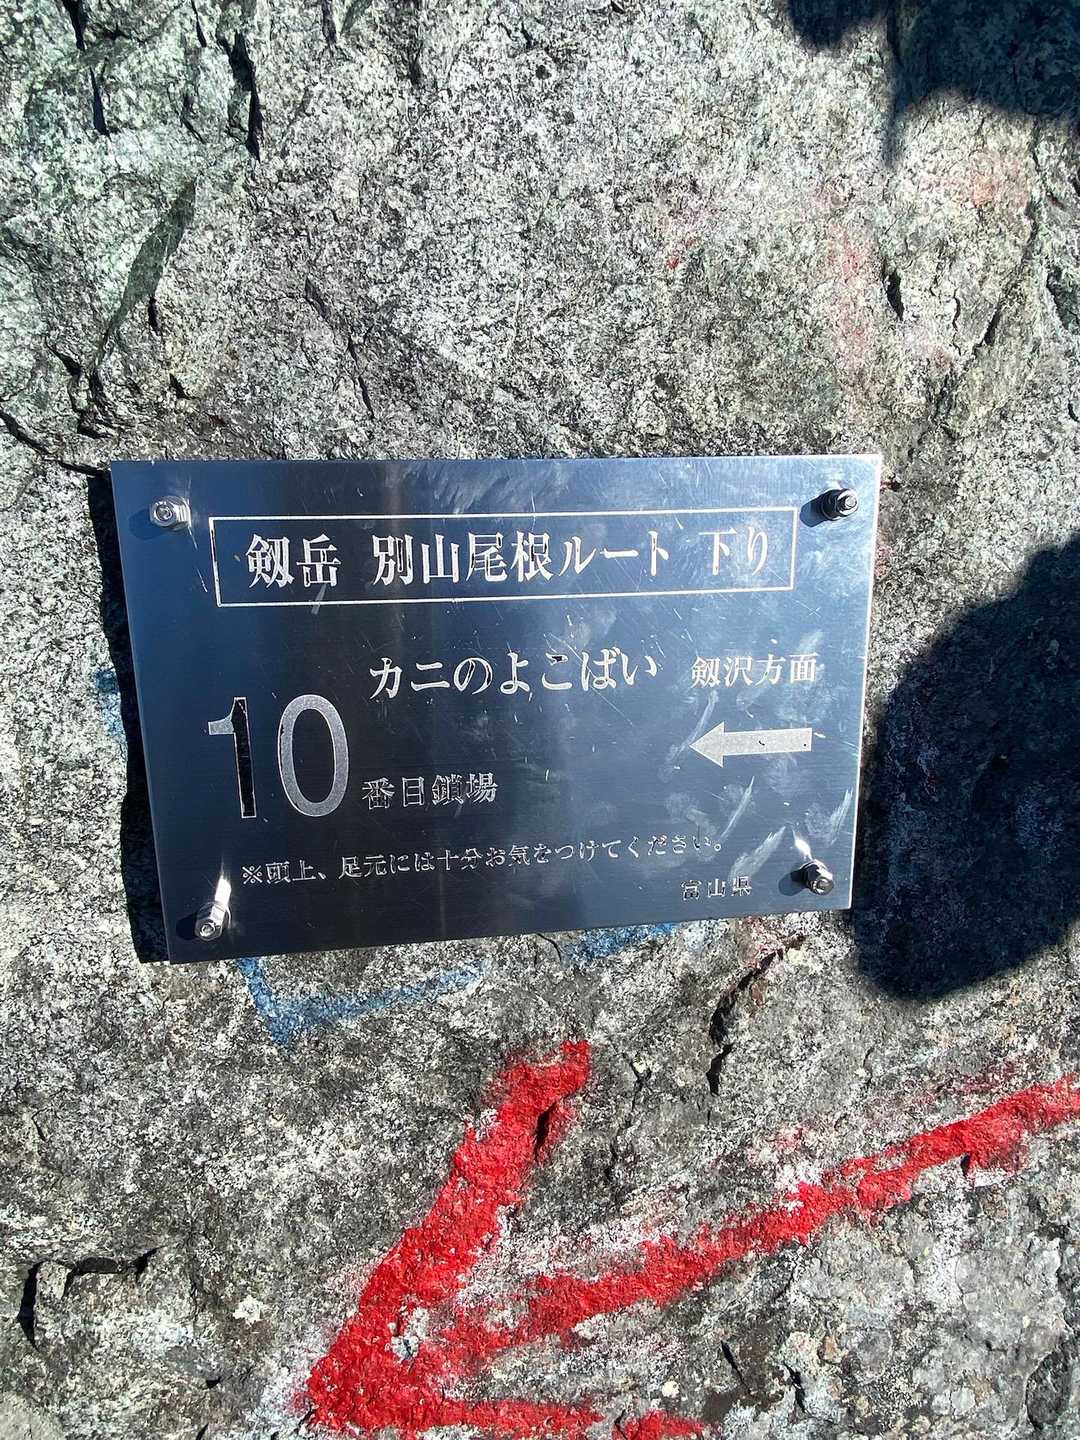 剱岳 別山尾根ルート 下り
カニのよこばい 剱沢方面
10番目鎖場
※頭上、足元には十分お気をつけてください。
富山県